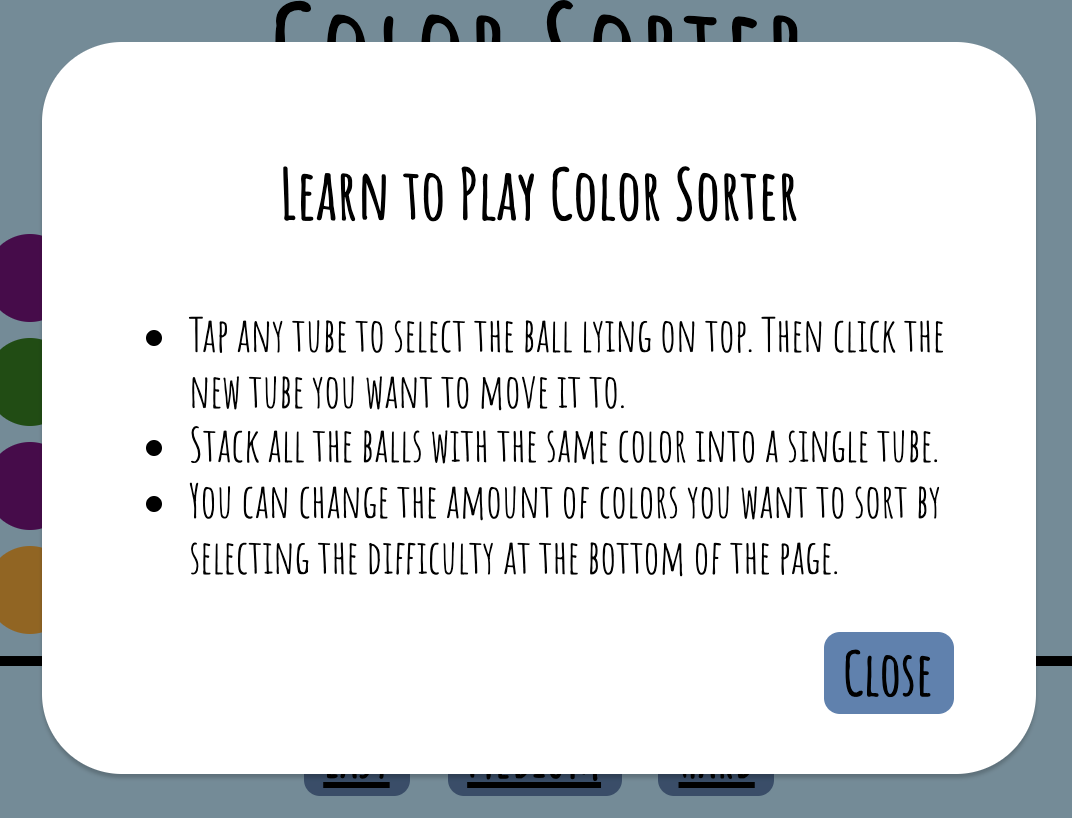 Color Sorter
Learn to Play Color Sorter
Tap any tube to select the ball lying on top. Then click the
new tube you want to move it to.
Stack all the balls with the same color into a single tube.
You can change the amount of colors you want to sort by
selecting the difficulty at the bottom of the page.
Close
Easy Medium Hard